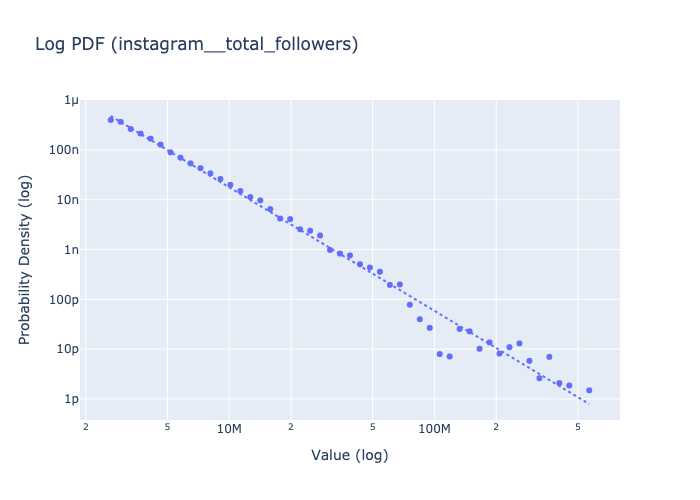 Log PDF (instagram__total_followers)
1μ
100n
10n
1n
100p
10p
1p
Probability Density (log)
2 5 10M 2 5 100M 2 5
Value (log)